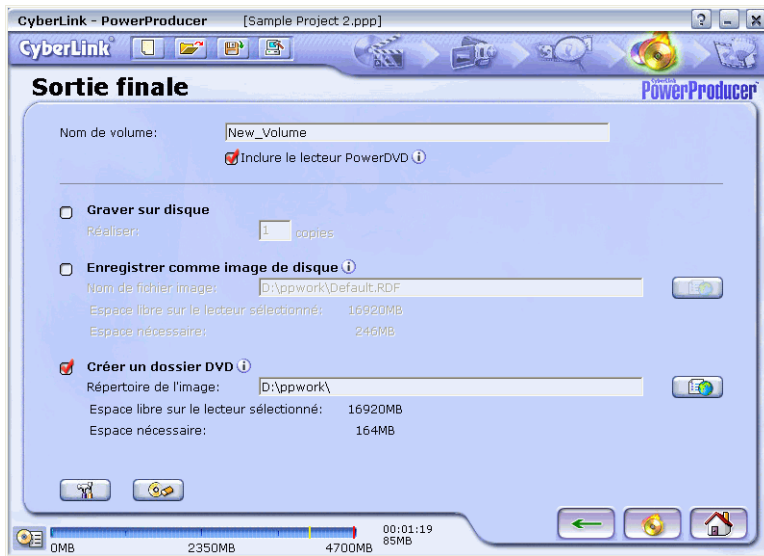 CyberLink - PowerProducer [Sample Project 2.ppp]
CyberLink
Sortie finale
CyberLink
PowerProducer
Nom de volume: New_Volume
Inclure le lecteur PowerDVD
Graver sur disque
Réaliser: 1 copies
Enregistrer comme image de disque
Nom de fichier image: D:\ppwork\Default.RDF
Espace libre sur le lecteur sélectionné: 16920MB
Espace nécessaire: 246MB
Créer un dossier DVD
Répertoire de l'image: D:\ppwork\
Espace libre sur le lecteur sélectionné: 16920MB
Espace nécessaire: 164MB
00:01:19
85MB
0MB 2350MB 4700MB